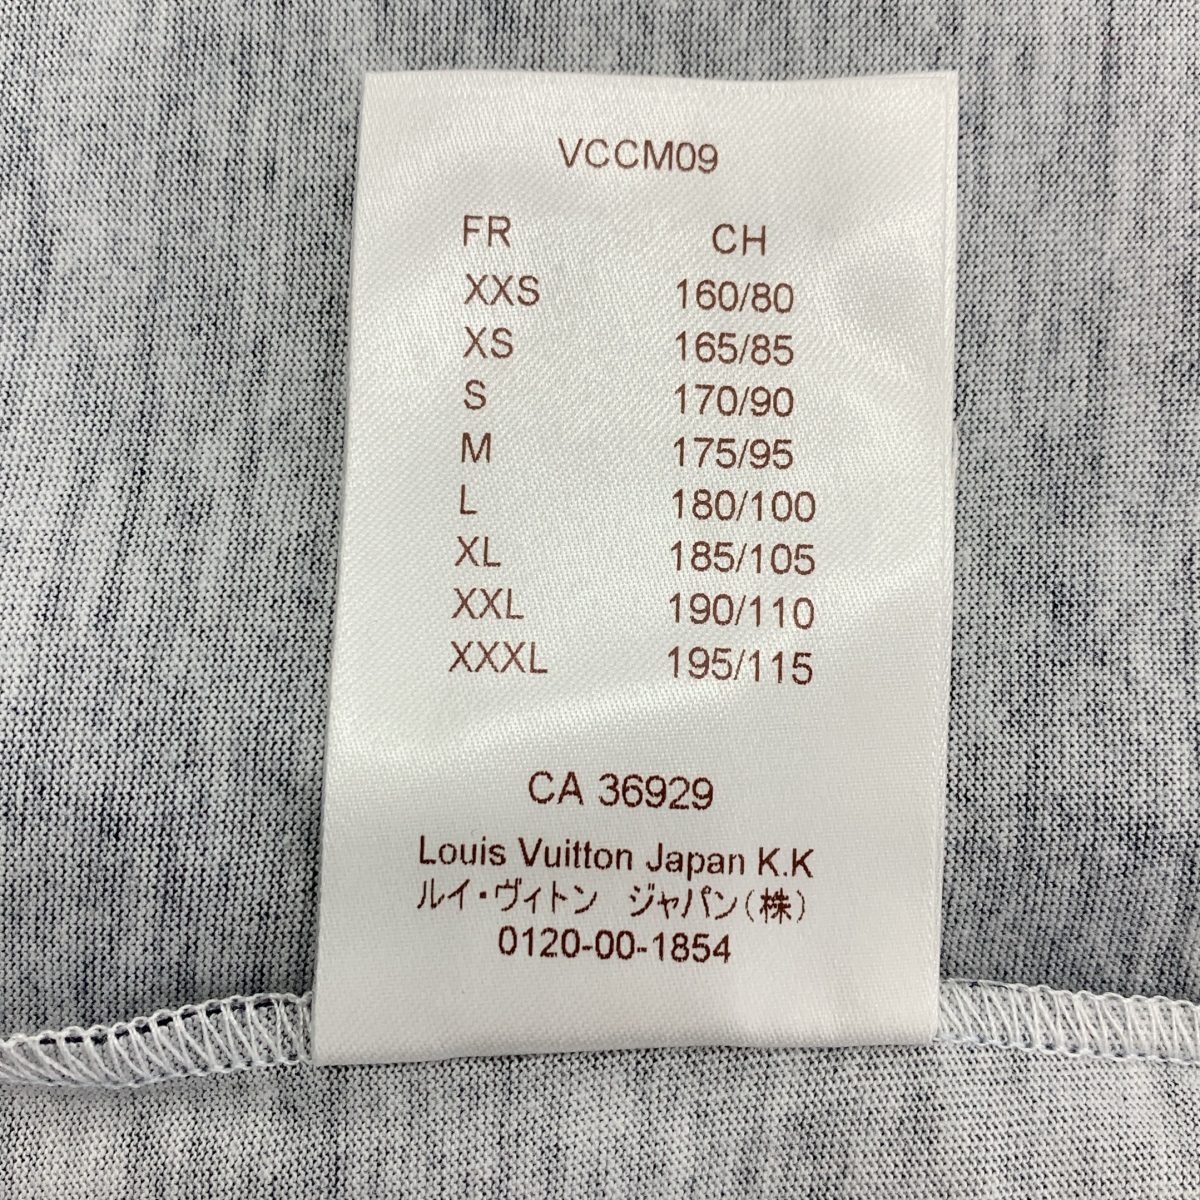 VCCM09
FR CH
XXS 160/80
XS 165/85
S 170/90
M 175/95
L 180/100
XL 185/105
XXL 190/110
XXXL 195/115
CA 36929
Louis Vuitton Japan K.K
ルイ・ヴィトン ジャパン(株)
0120-00-1854